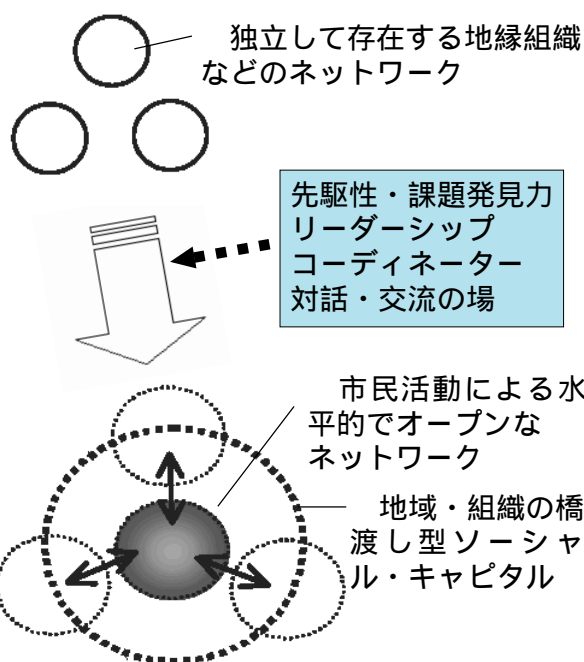 独立して存在する地縁組織
などのネットワーク
先駆性・課題発見力
リーダーシップ
コーディネーター
対話・交流の場
市民活動による水
平的でオープンな
ネットワーク
地域・組織の橋
渡し型ソーシャ
ル・キャピタル